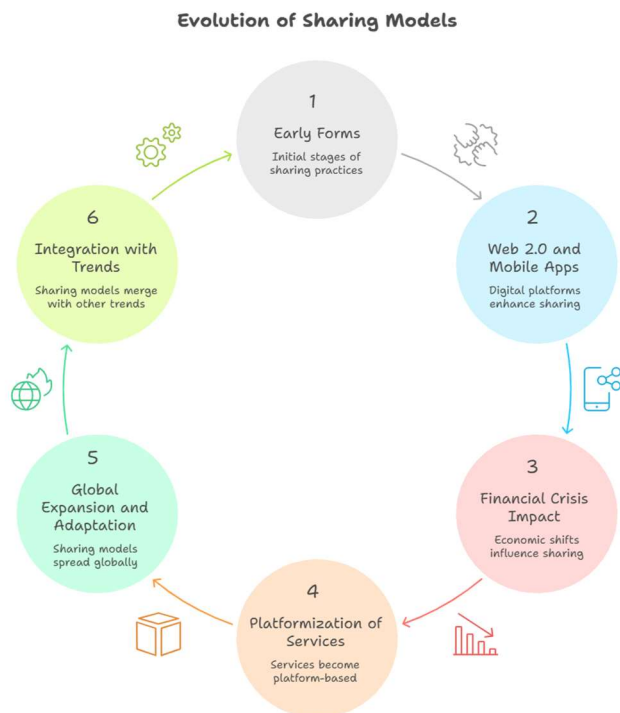 Evolution of Sharing Models
1
Early Forms
Initial stages of
sharing practices
2
Web 2.0 and
Mobile Apps
Digital platforms
enhance sharing
3
Financial Crisis
Impact
Economic shifts
influence sharing
4
Platformization of
Services
Services become
platform-based
5
Global
Expansion and
Adaptation
Sharing models
spread globally
6
Integration with
Trends
Sharing models merge
with other trends